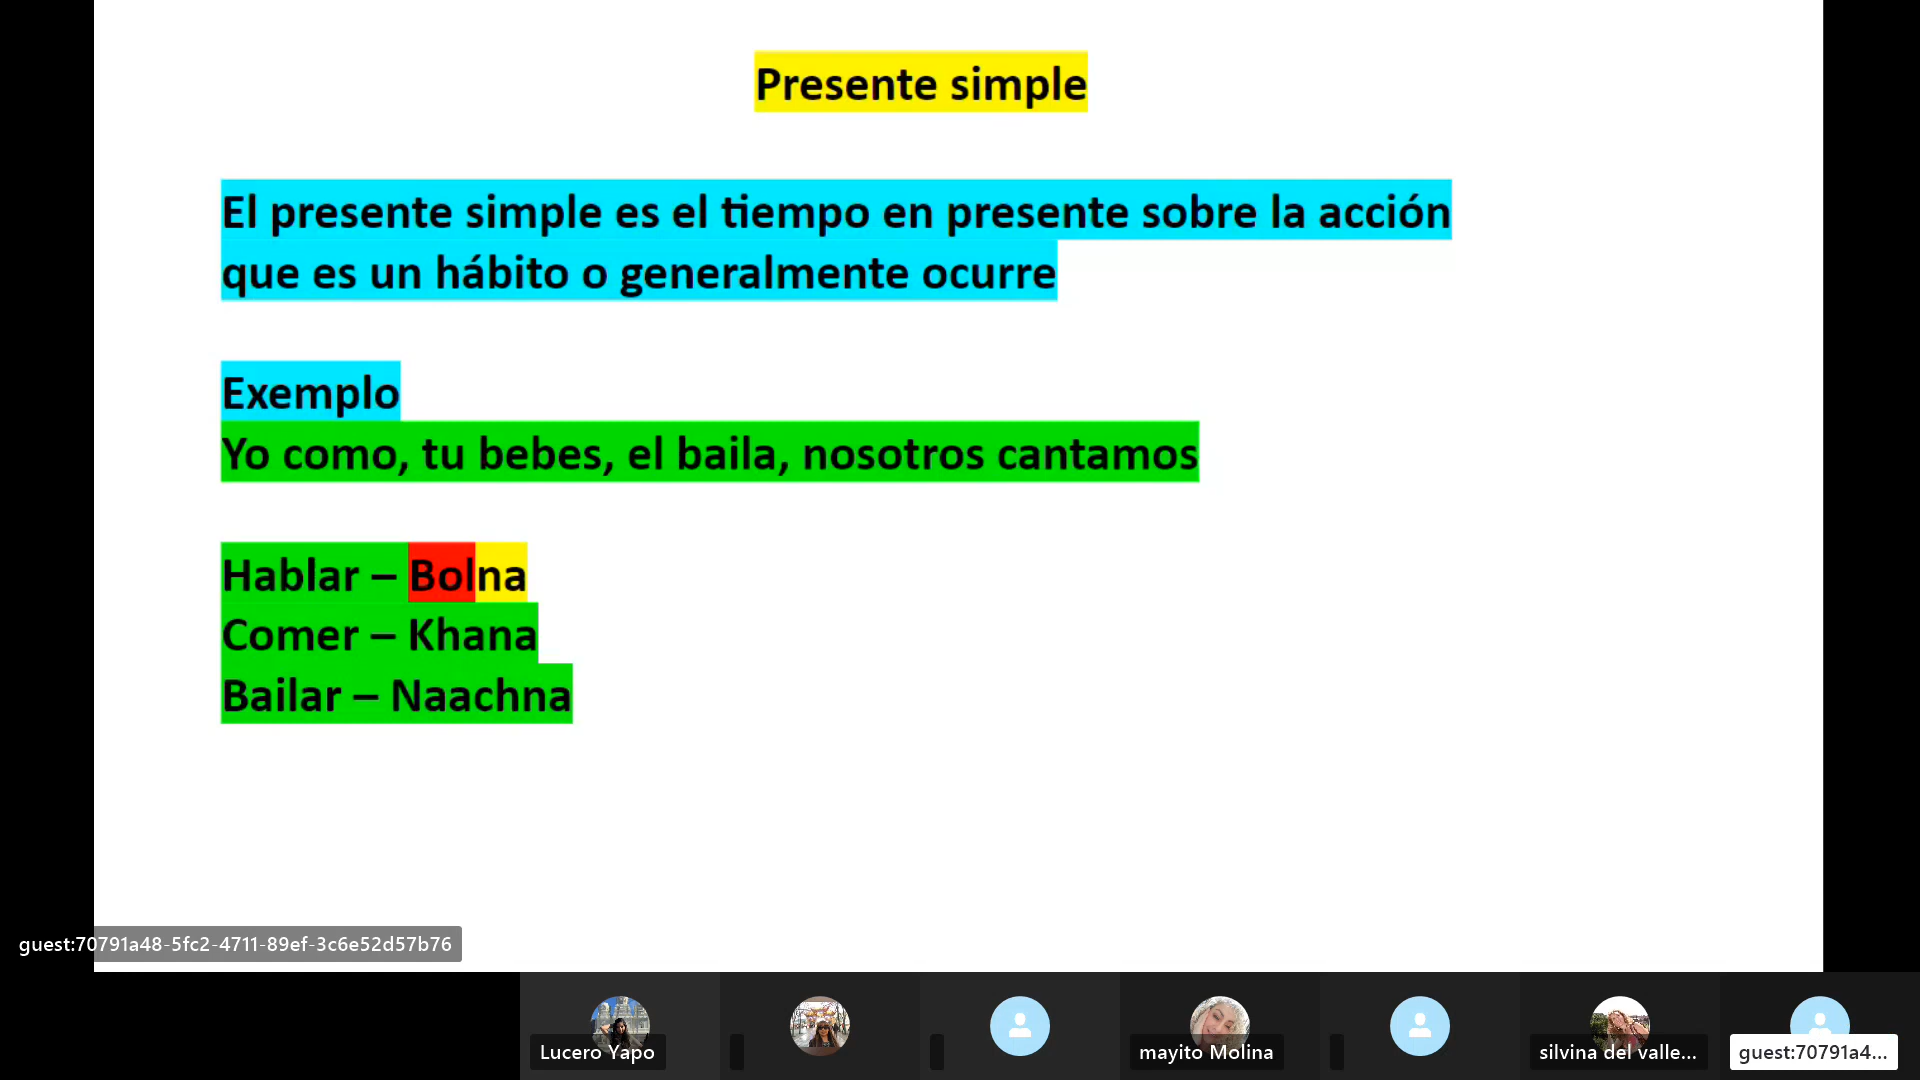 Presente simple
El presente simple es el tiempo en presente sobre la acción
que es un hábito o generalmente ocurre
Exemplo
Yo como, tu bebes, el baila, nosotros cantamos
Hablar – Bolna
Comer – Khana
Bailar – Naachna
guest:70791a48-5fc2-4711-89ef-3c6e52d57b76
Lucero Yapo
mayito Molina
silvina del valle...
guest:70791a4...